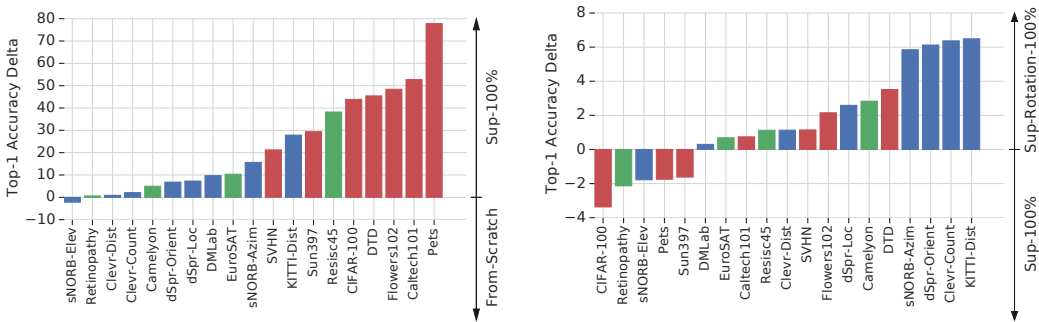 80
70
60
50
40
30
20
10
0
−10
Top-1 Accuracy Delta
sNORB-Elev
Retinopathy
Clevr-Dist
Clevr-Count
Camelyon
dSpr-Orient
dSpr-Loc
DMLab
EuroSAT
sNORB-Azim
SVHN
KITTI-Dist
Sun397
Resisc45
CIFAR-100
DTD
Flowers102
Caltech101
Pets
Sup-100%
From-Scratch
8
6
4
2
0
−2
−4
Top-1 Accuracy Delta
CIFAR-100
Retinopathy
sNORB-Elev
Pets
Sun397
DMLab
EuroSAT
Caltech101
Resisc45
Clevr-Dist
SVHN
Flowers102
dSpr-Loc
Camelyon
DTD
sNORB-Azim
dSpr-Orient
Clevr-Count
KITTI-Dist
Sup-Rotation-100%
Sup-100%